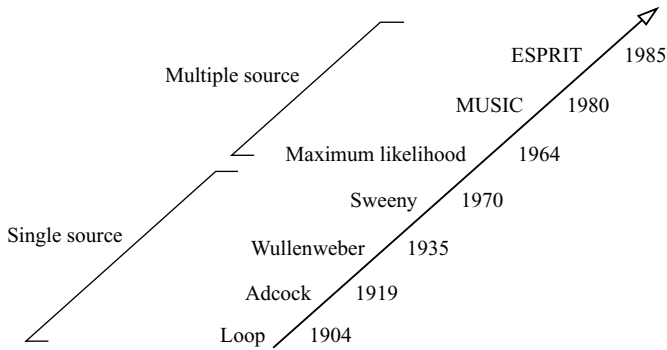 ESPRIT 1985
Multiple source
MUSIC 1980
Maximum likelihood 1964
Sweeny 1970
Single source
Wullenweber 1935
Adcock 1919
Loop 1904